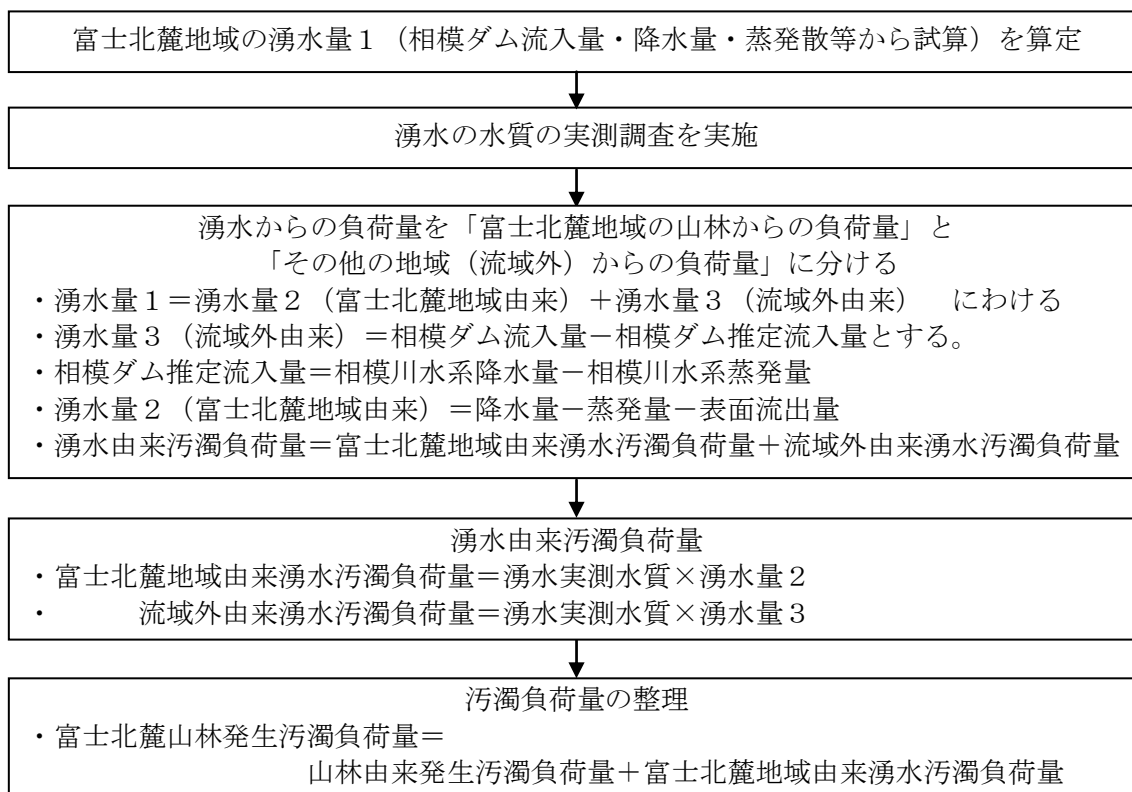 富士北麓地域の湧水量１（相模ダム流入量・降水量・蒸発散等から試算）を算定
湧水の水質の実測調査を実施
湧水からの負荷量を「富士北麓地域の山林からの負荷量」と
「その他の地域（流域外）からの負荷量」に分ける
・湧水量１＝湧水量２（富士北麓地域由来）＋湧水量３（流域外由来）　にわける
・湧水量３（流域外由来）＝相模ダム流入量－相模ダム推定流入量とする。
・相模ダム推定流入量＝相模川水系降水量－相模川水系蒸発量
・湧水量２（富士北麓地域由来）＝降水量－蒸発量－表面流出量
・湧水由来汚濁負荷量＝富士北麓地域由来湧水汚濁負荷量＋流域外由来湧水汚濁負荷量
湧水由来汚濁負荷量
・富士北麓地域由来湧水汚濁負荷量＝湧水実測水質×湧水量２
・　　　流域外由来湧水汚濁負荷量＝湧水実測水質×湧水量３
汚濁負荷量の整理
・富士北麓山林発生汚濁負荷量＝
山林由来発生汚濁負荷量＋富士北麓地域由来湧水汚濁負荷量